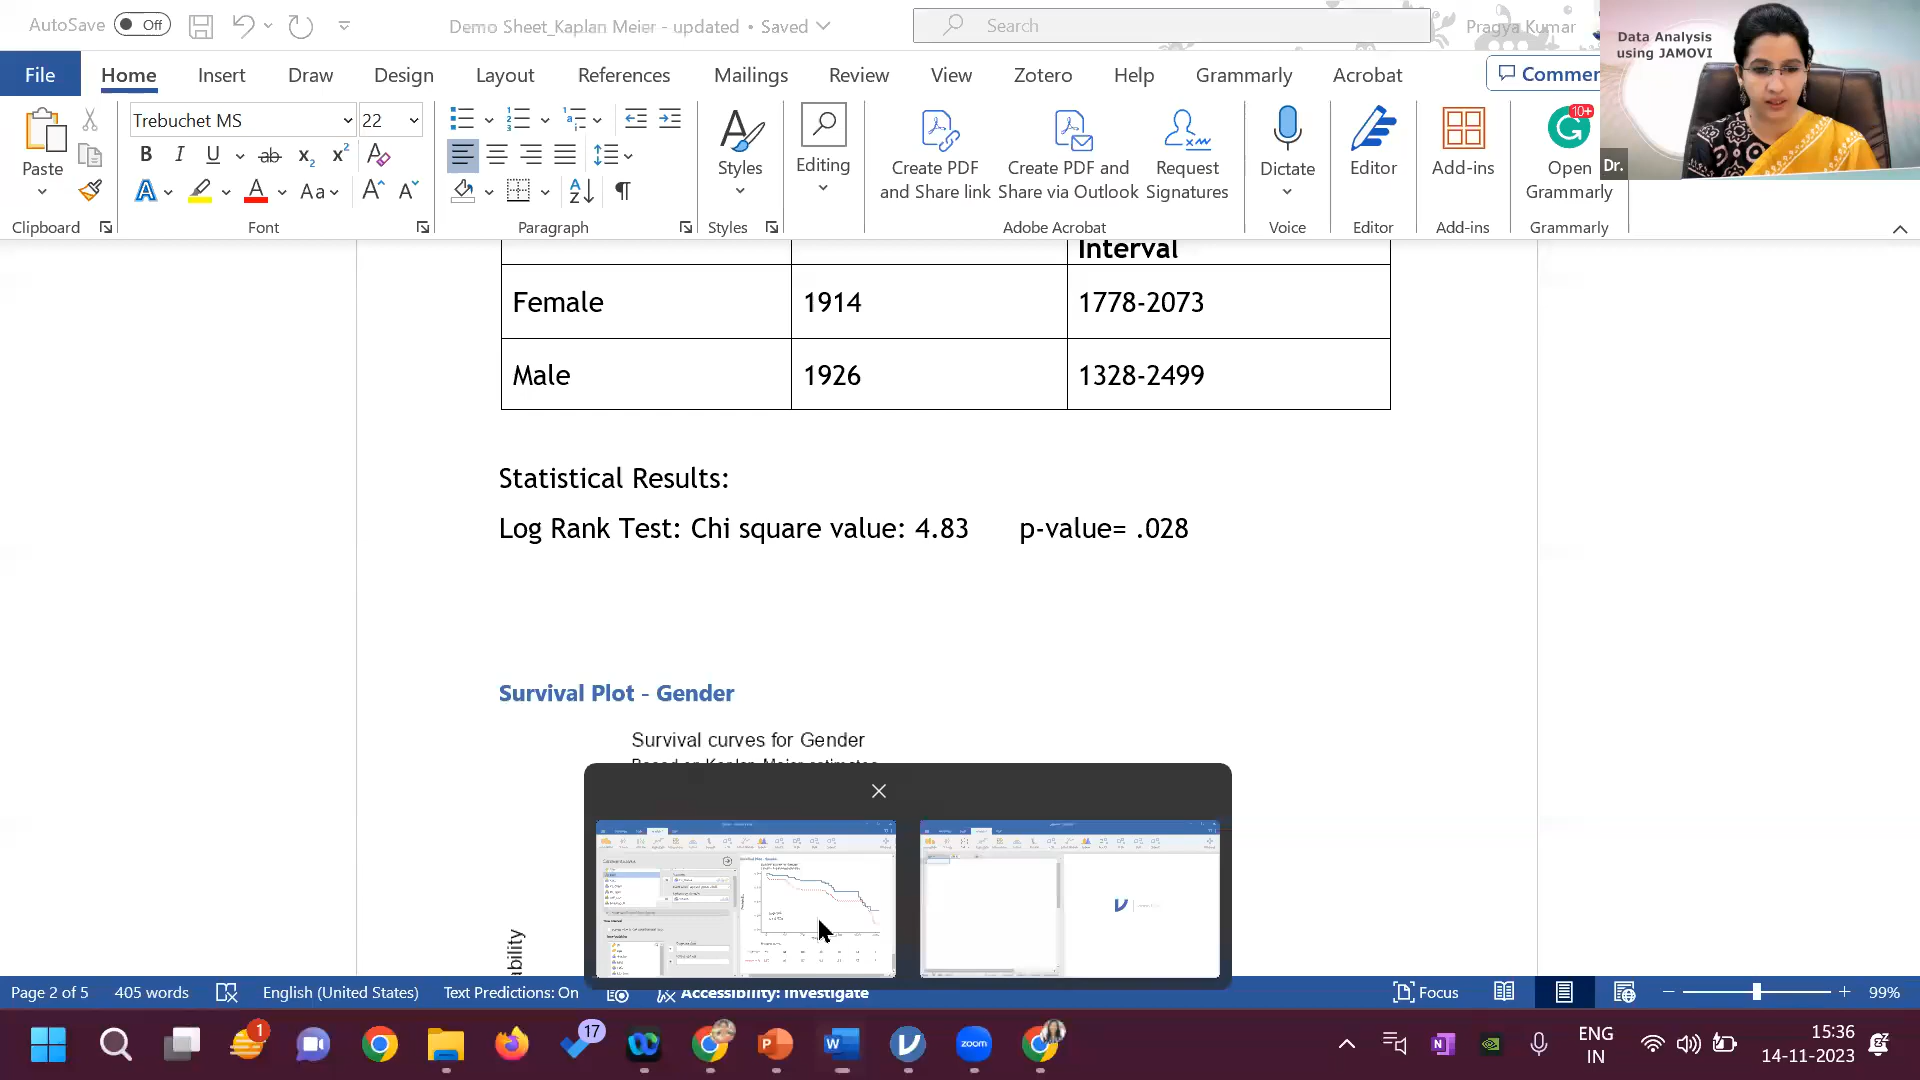 AutoSave Off
Demo Sheet_Kaplan Meier - updated • Saved
Search
Pragya Kumar
Data Analysis
using JAMOVI
File Home Insert Draw Design Layout References Mailings Review View Zotero Help Grammarly Acrobat
Trebuchet MS 22
10+
Paste
Styles
Editing
Create PDF
and Share link
Create PDF and
Share via Outlook
Request
Signatures
Dictate
Editor
Add-ins
Open
Grammarly
Dr.
Clipboard Font Paragraph Styles Adobe Acrobat Voice Editor Add-ins Grammarly
Interval
Female 1914 1778-2073
Male 1926 1328-2499
Statistical Results:
Log Rank Test: Chi square value: 4.83 p-value= .028
Survival Plot - Gender
Survival curves for Gender
Page 2 of 5 405 words English (United States) Text Predictions: On Accessibility: Investigate Focus 99%
1
17
zoom
ENG
IN
15:36
14-11-2023